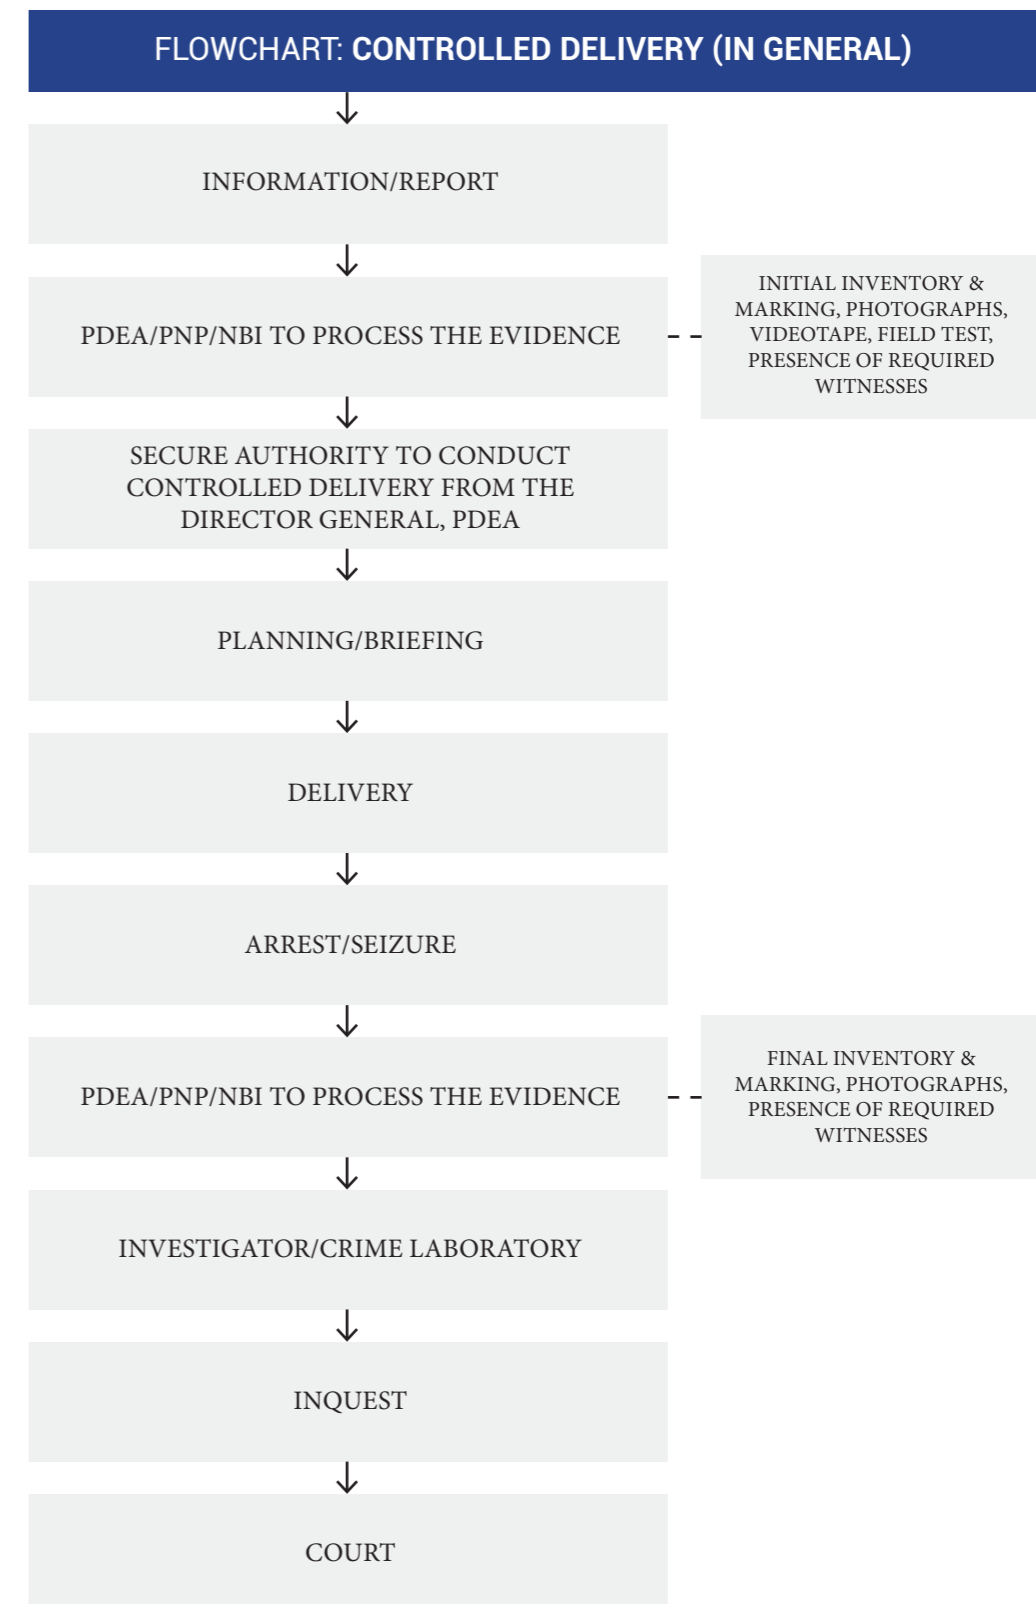 FLOWCHART: CONTROLLED DELIVERY (IN GENERAL)
INFORMATION/REPORT
PDEA/PNP/NBI TO PROCESS THE EVIDENCE
INITIAL INVENTORY &
MARKING, PHOTOGRAPHS,
VIDEOTAPE, FIELD TEST,
PRESENCE OF REQUIRED
WITNESSES
SECURE AUTHORITY TO CONDUCT
CONTROLLED DELIVERY FROM THE
DIRECTOR GENERAL, PDEA
PLANNING/BRIEFING
DELIVERY
ARREST/SEIZURE
PDEA/PNP/NBI TO PROCESS THE EVIDENCE
FINAL INVENTORY &
MARKING, PHOTOGRAPHS,
PRESENCE OF REQUIRED
WITNESSES
INVESTIGATOR/CRIME LABORATORY
INQUEST
COURT